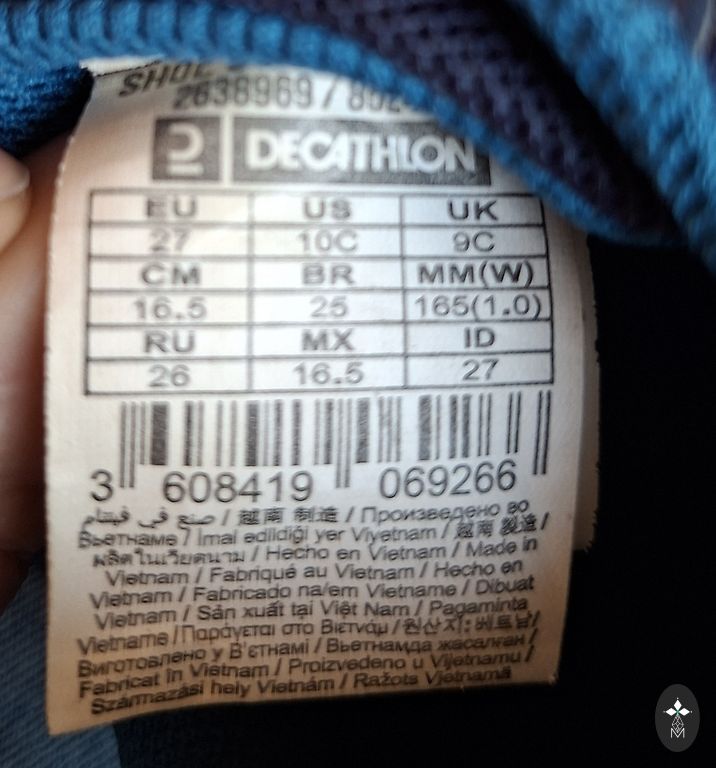 SHOE
2638969 /
DECATHLON
EU US UK
27 10C 9C
CM BR MM(W)
16.5 25 165(1.0)
RU MX ID
26 16.5 27
3 608419 069266
صنع في فيتنام / 越南 制造 / Произведено во
Вьетнаме / İmal edildiği yer Vıyetnam / 越南 製造 /
ผลิตในเวียดนาม / Hecho en Vietnam / Made in
Vietnam / Fabriqué au Vietnam / Hecho en
Vietnam / Fabricado na/em Vietname / Dibuat
Vietnam / Sản xuất tại Việt Nam / Pagaminta
Vietname / Παράγεται στο Βιετνάμ / 원산지: 베트남/
Виготовлено у В'єтнамі / Вьетнамда жасалған /
Fabricat în Vietnam / Proizvedeno u Vijetnamu /
Származási hely Vietnám / Ražots Vjetnamā
M